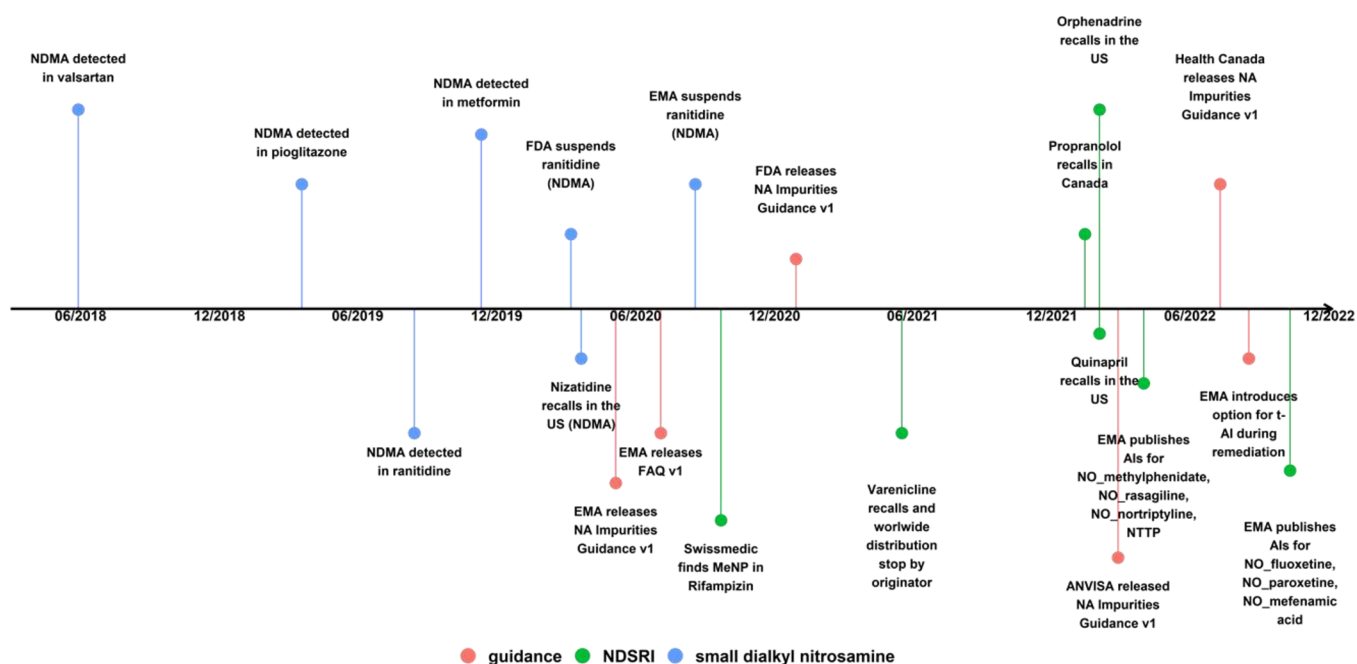 Orphenadrine
recalls in the
US
NDMA detected
in valsartan
NDMA detected
in pioglitazone
NDMA detected
in metformin
FDA suspends
ranitidine
(NDMA)
EMA suspends
ranitidine
(NDMA)
FDA releases
NA Impurities
Guidance v1
Propranolol
recalls in
Canada
Health Canada
releases NA
Impurities
Guidance v1
06/2018
12/2018
06/2019
12/2019
06/2020
12/2020
06/2021
12/2021
06/2022
12/2022
NDMA detected
in ranitidine
Nizatidine
recalls in the
US (NDMA)
EMA releases
NA Impurities
Guidance v1
EMA releases
FAQ v1
Swissmedic
finds MeNP in
Rifampizin
Varenicline
recalls and
worlwide
distribution
stop by
originator
Quinapril
recalls in the
US
EMA publishes
AIs for
NO_methylphenidate,
NO_rasagiline,
NO_nortriptyline,
NTTP
ANVISA released
NA Impurities
Guidance v1
EMA introduces
option for t-
AI during
remediation
EMA publishes
AIs for
NO_fluoxetine,
NO_paroxetine,
NO_mefenamic
acid
guidance
NDSRI
small dialkyl nitrosamine